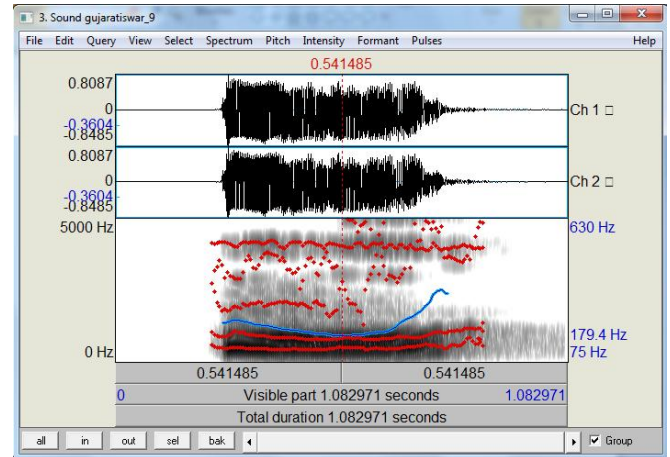 3. Sound gujaratiswar_9
File Edit Query View Select Spectrum Pitch Intensity Formant Pulses Help
0.541485
0.8087
0
-0.3604
-0.8485
Ch 1
0.8087
0
-0.3604
-0.8485
Ch 2
5000 Hz
630 Hz
179.4 Hz
0 Hz
75 Hz
0.541485 0.541485
0 Visible part 1.082971 seconds 1.082971
Total duration 1.082971 seconds
all in out sel bak Group